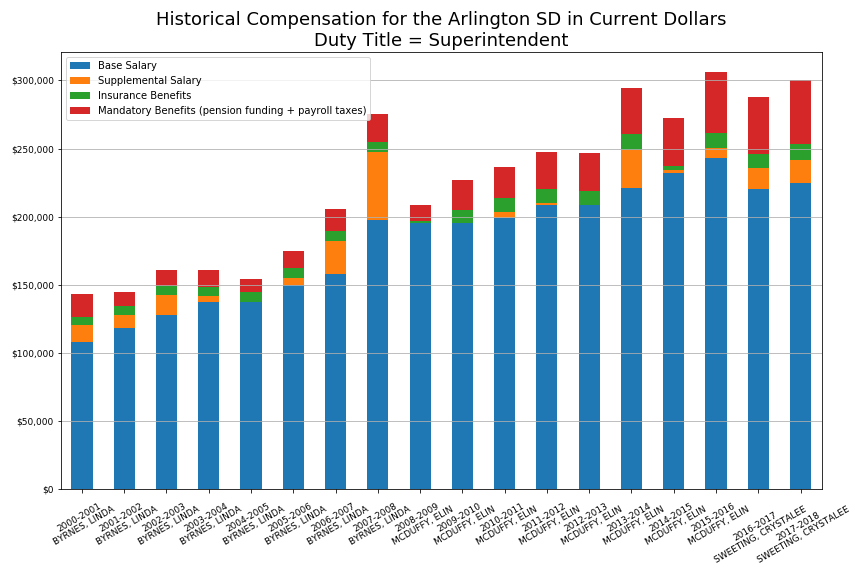 Historical Compensation for the Arlington SD in Current Dollars
Duty Title = Superintendent
Base Salary
Supplemental Salary
Insurance Benefits
Mandatory Benefits (pension funding + payroll taxes)
$300,000
$250,000
$200,000
$150,000
$100,000
$50,000
$0
2000-2001
BYRNES, LINDA
2001-2002
BYRNES, LINDA
2002-2003
BYRNES, LINDA
2003-2004
BYRNES, LINDA
2004-2005
BYRNES, LINDA
2005-2006
BYRNES, LINDA
2006-2007
BYRNES, LINDA
2007-2008
BYRNES, LINDA
2008-2009
MCDUFFY, ELIN
2009-2010
MCDUFFY, ELIN
2010-2011
MCDUFFY, ELIN
2011-2012
MCDUFFY, ELIN
2012-2013
MCDUFFY, ELIN
2013-2014
MCDUFFY, ELIN
2014-2015
MCDUFFY, ELIN
2015-2016
MCDUFFY, ELIN
2016-2017
SWEETING, CRYSTALEE
2017-2018
SWEETING, CRYSTALEE